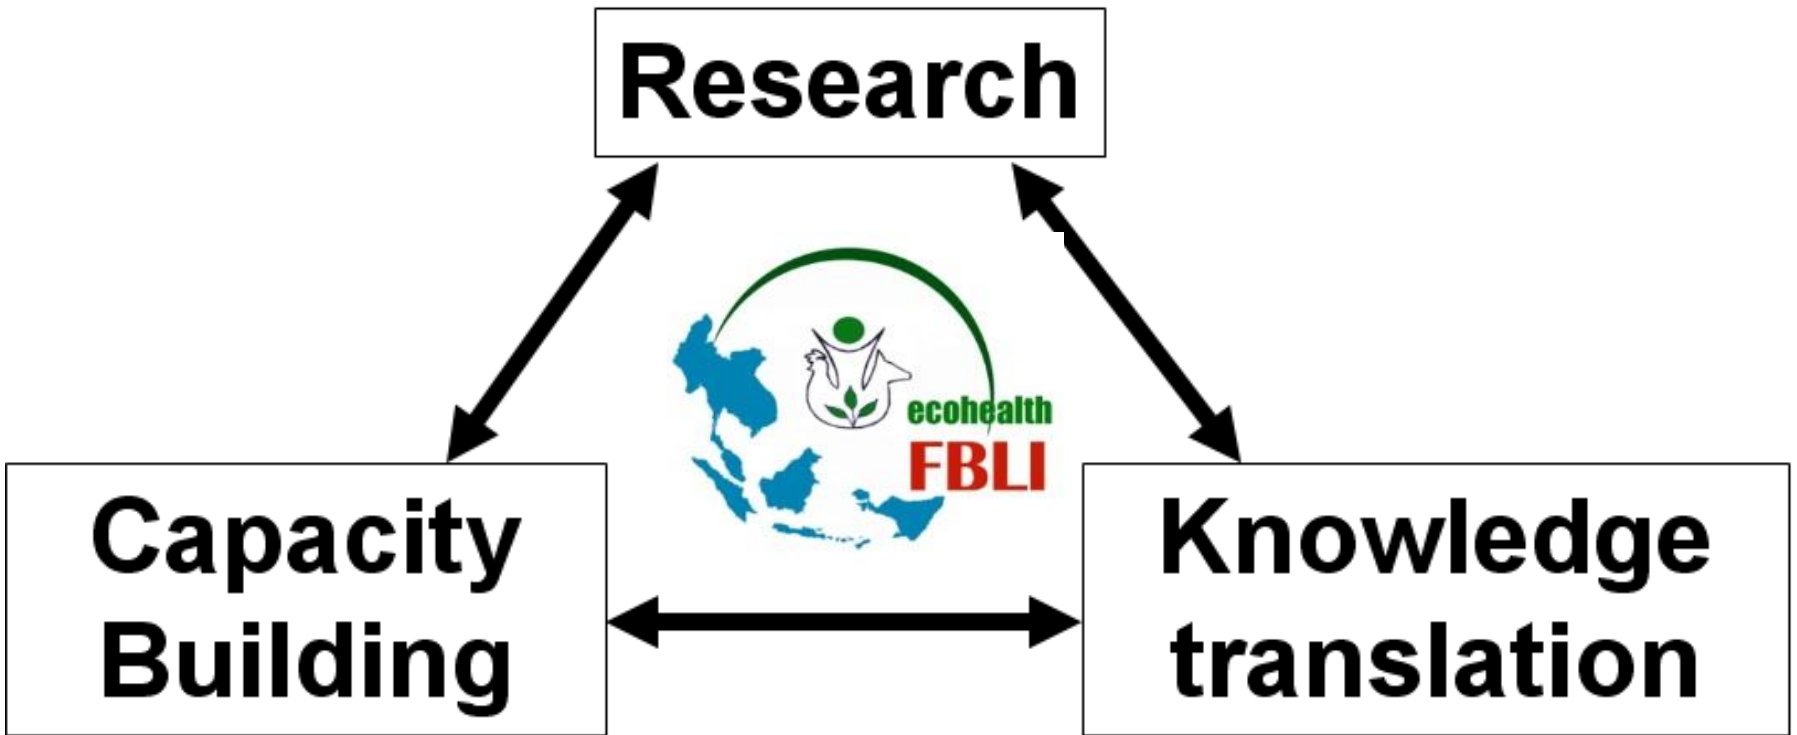 Research
ecohealth
FBLI
Capacity
Building
Knowledge
translation